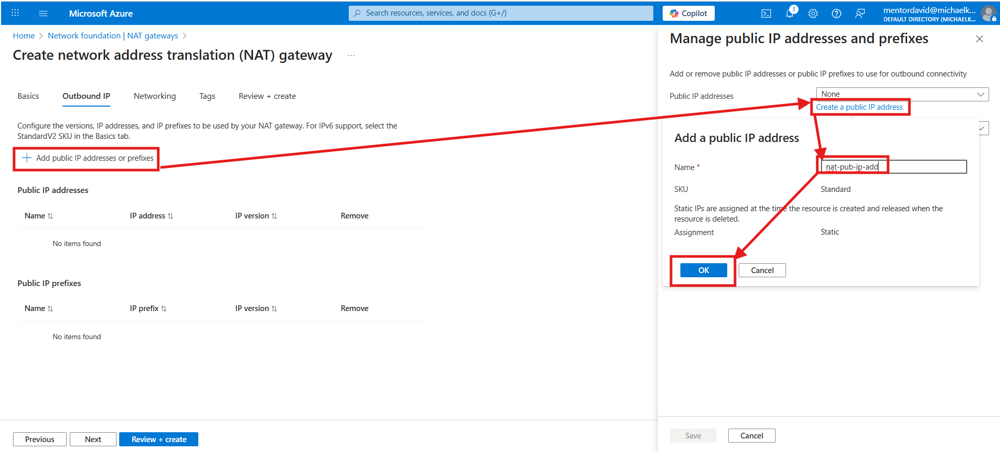 Microsoft Azure
Search resources, services, and docs (G+/)
Copilot
3
mentordavid@michaelk...
DEFAULT DIRECTORY (MICHAELK...
Home > Network foundation | NAT gateways >
Create network address translation (NAT) gateway ...
Basics
Outbound IP
Networking
Tags
Review + create
Configure the versions, IP addresses, and IP prefixes to be used by your NAT gateway. For IPv6 support, select the
StandardV2 SKU in the Basics tab.
Add public IP addresses or prefixes
Public IP addresses
Name IP address IP version Remove
No items found
Public IP prefixes
Name IP prefix IP version Remove
No items found
Previous
Next
Review + create
Manage public IP addresses and prefixes
Add or remove public IP addresses or public IP prefixes to use for outbound connectivity
Public IP addresses None
Create a public IP address
Add a public IP address
Name * nat-pub-ip-add
SKU Standard
Static IPs are assigned at the time the resource is created and released when the
resource is deleted.
Assignment Static
OK
Cancel
Save
Cancel